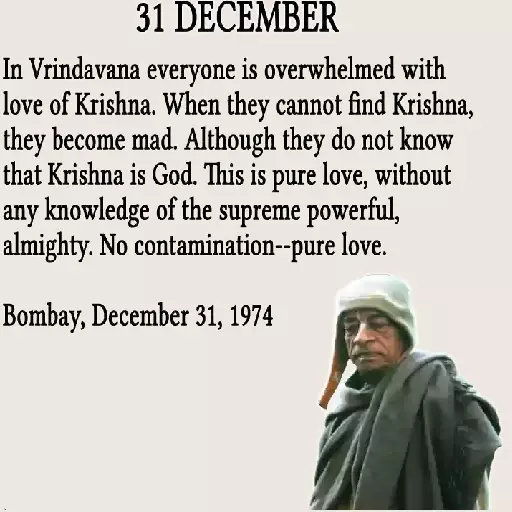 31 DECEMBER
In Vrindavana everyone is overwhelmed with
love of Krishna. When they cannot find Krishna,
they become mad. Although they do not know
that Krishna is God. This is pure love, without
any knowledge of the supreme powerful,
almighty. No contamination--pure love.
Bombay, December 31, 1974